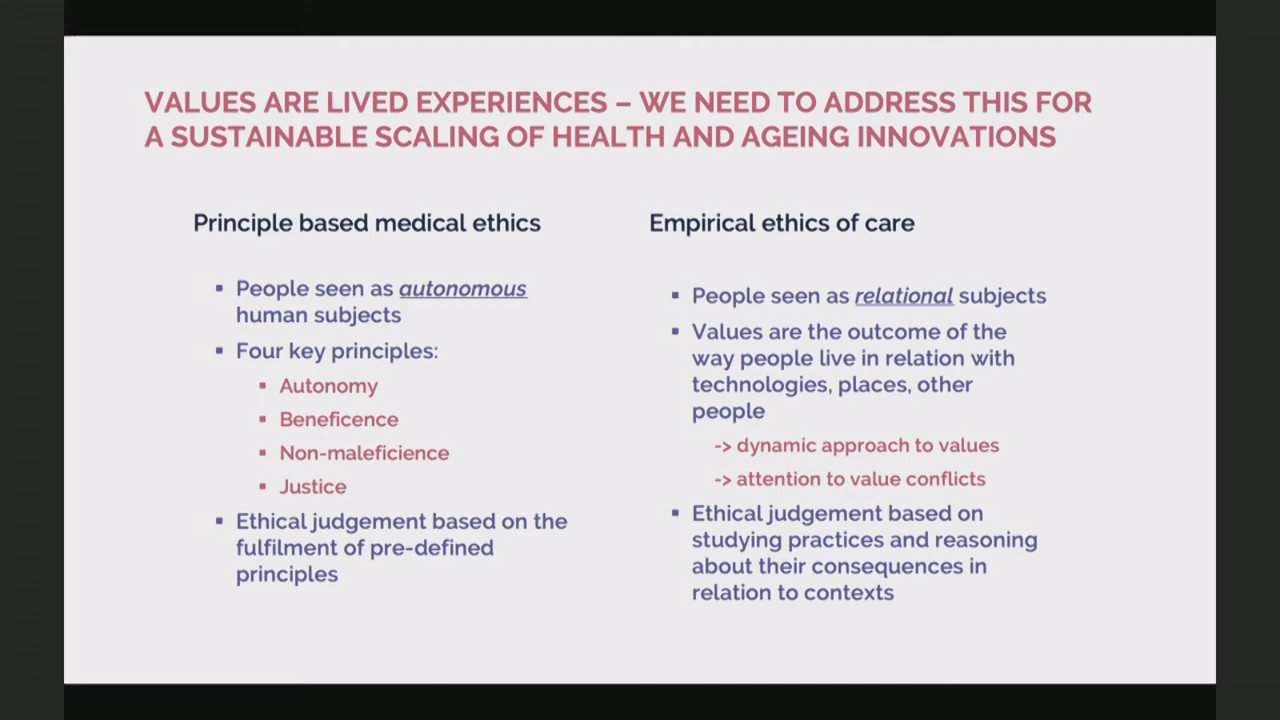 VALUES ARE LIVED EXPERIENCES – WE NEED TO ADDRESS THIS FOR
A SUSTAINABLE SCALING OF HEALTH AND AGEING INNOVATIONS
Principle based medical ethics
▪ People seen as autonomous
human subjects
▪ Four key principles:
▪ Autonomy
▪ Beneficence
▪ Non-maleficience
▪ Justice
▪ Ethical judgement based on the
fulfilment of pre-defined
principles
Empirical ethics of care
▪ People seen as relational subjects
▪ Values are the outcome of the
way people live in relation with
technologies, places, other
people
-> dynamic approach to values
-> attention to value conflicts
▪ Ethical judgement based on
studying practices and reasoning
about their consequences in
relation to contexts